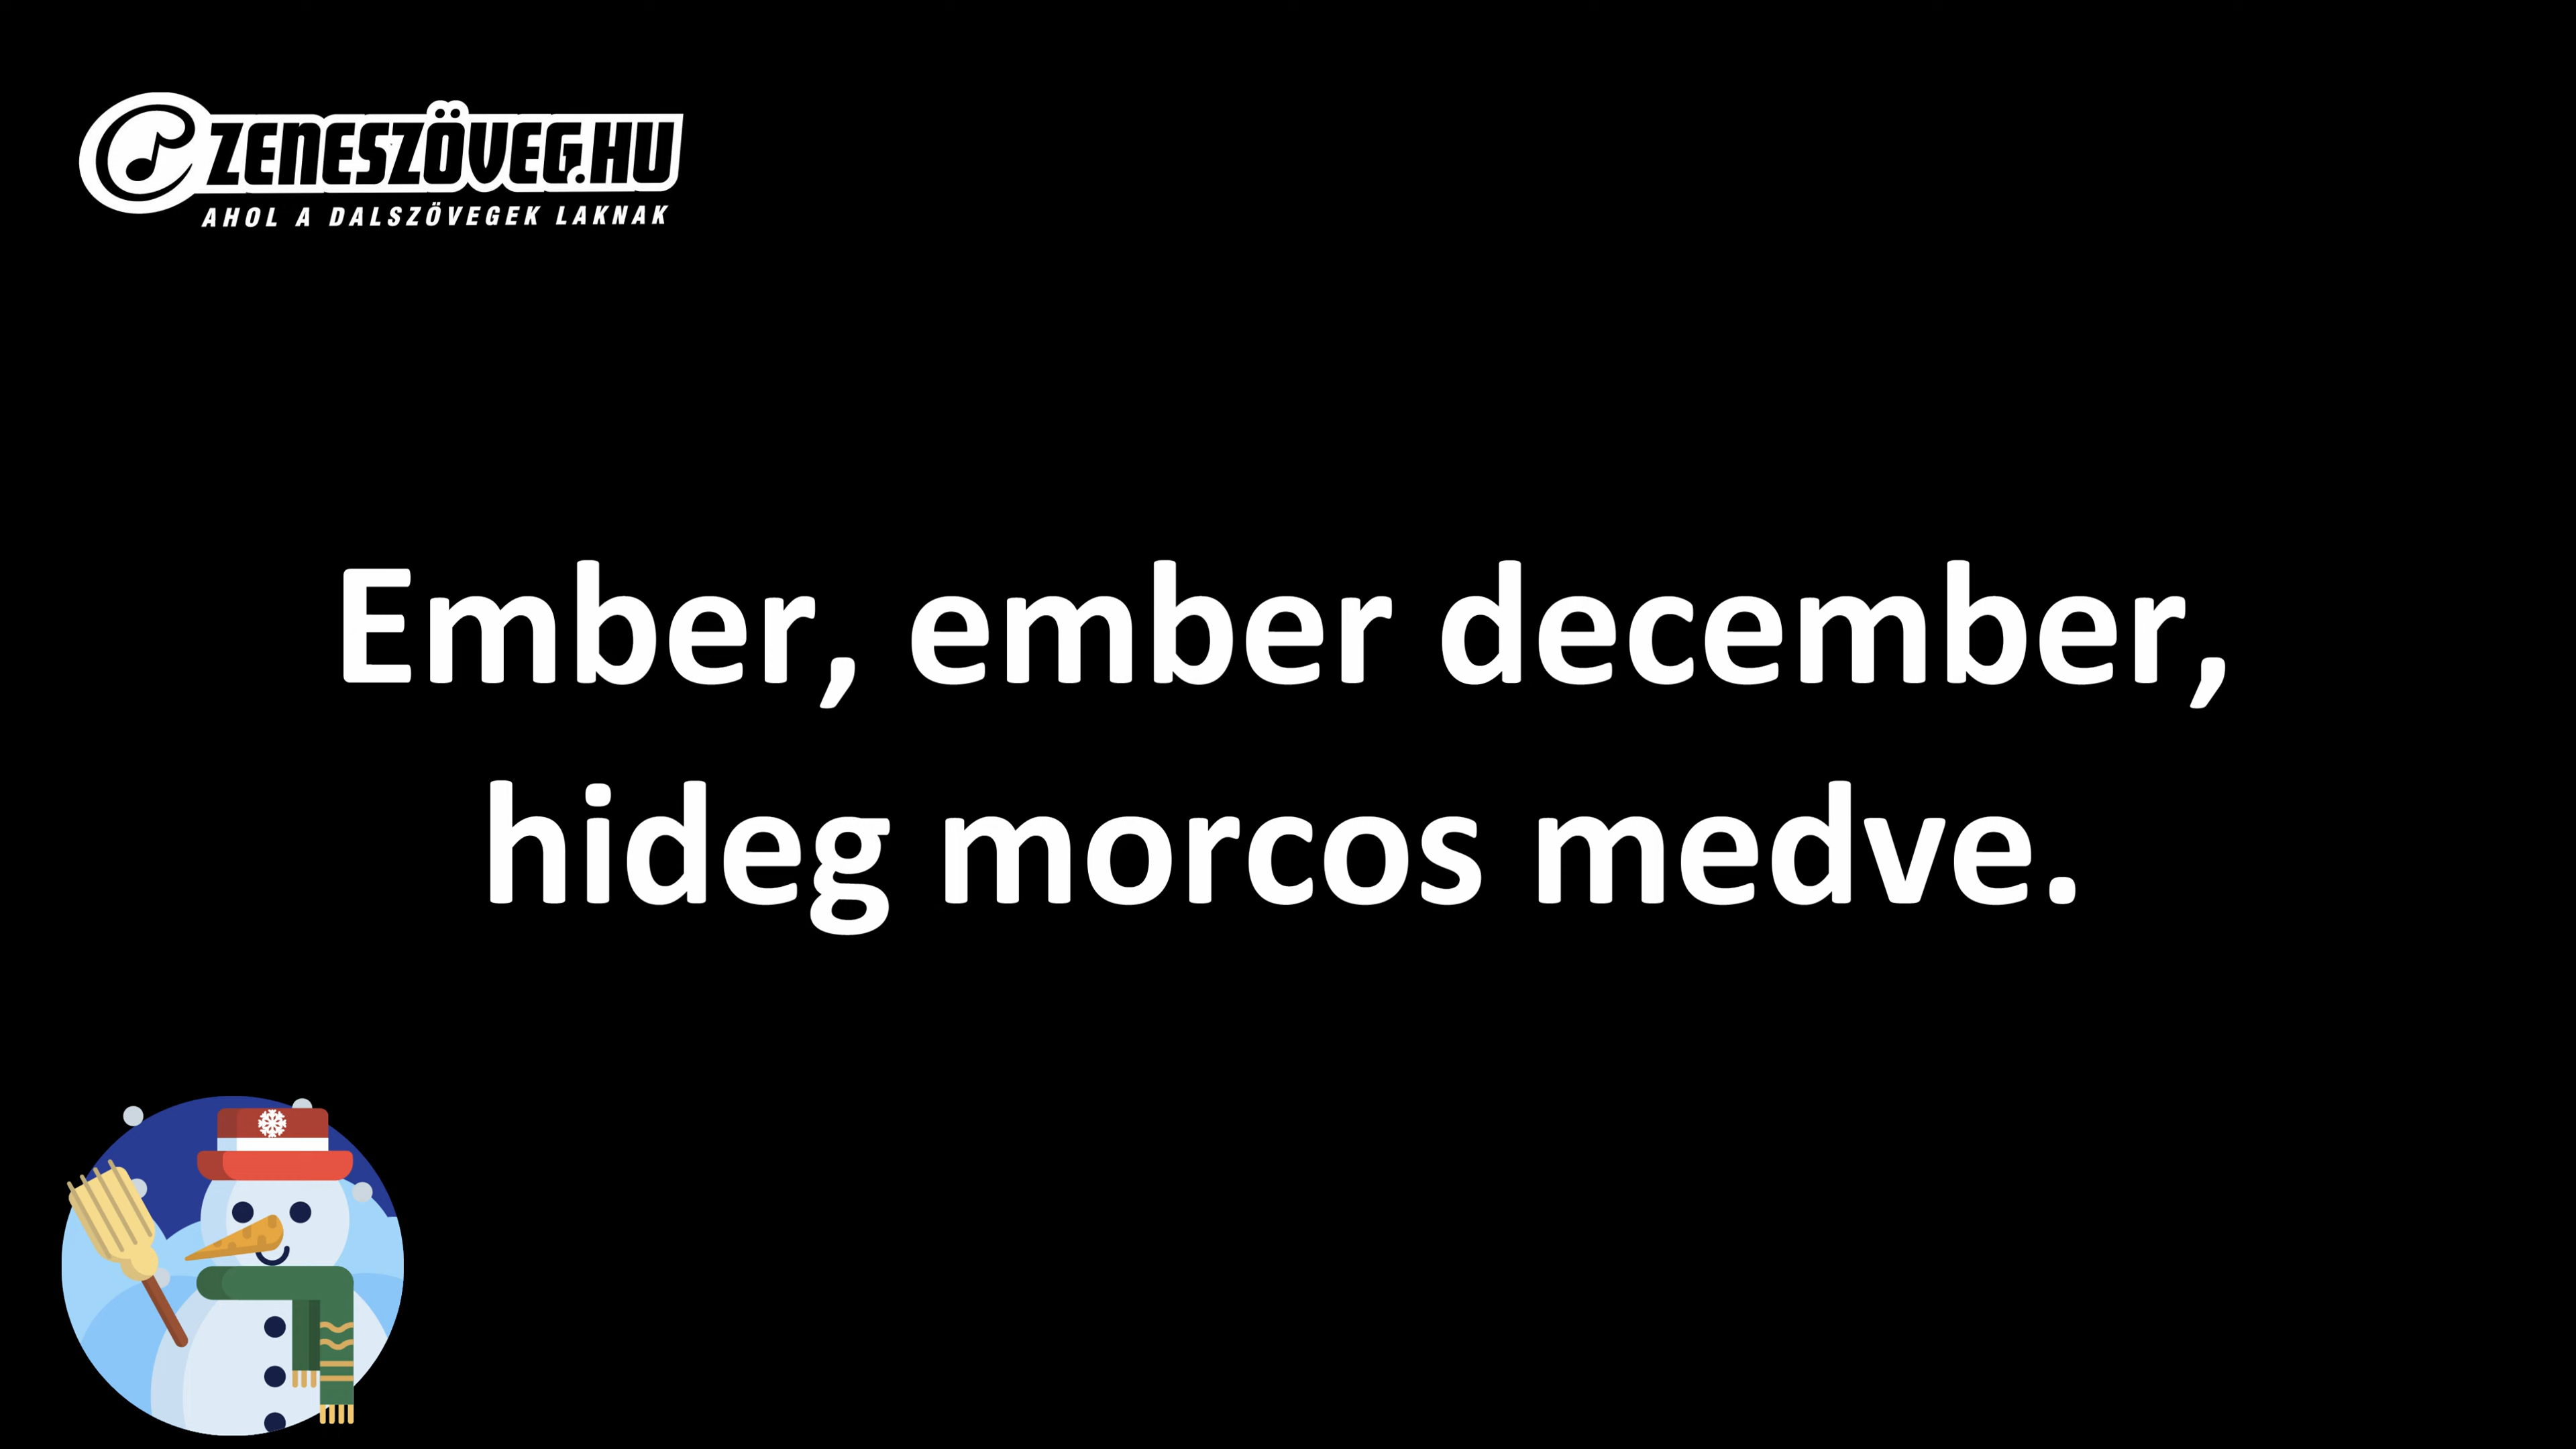 ZENESZÖVEG.HU
AHOL A DALSZÖVEGEK LAKNAK
Ember, ember december,
hideg morcos medve.